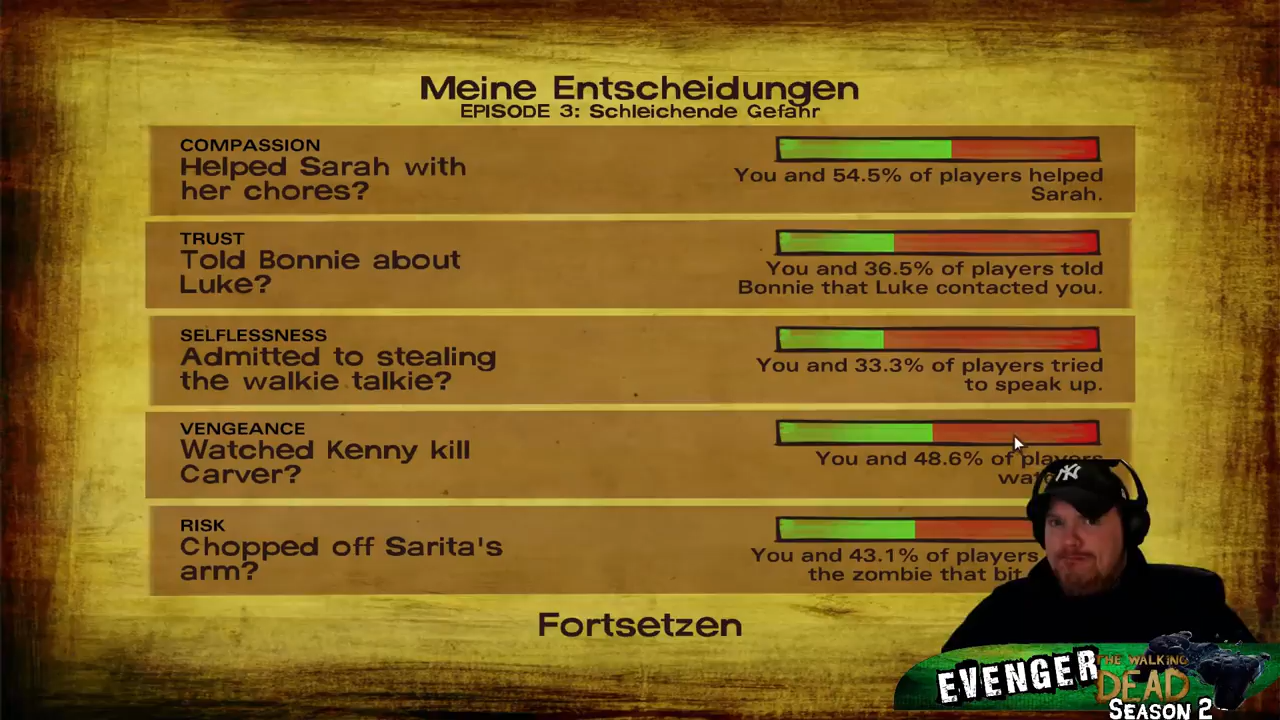 Meine Entscheidungen
EPISODE 3: Schleichende Gefahr
COMPASSION
Helped Sarah with
her chores?
You and 54.5% of players helped
Sarah.
TRUST
Told Bonnie about
Luke?
You and 36.5% of players told
Bonnie that Luke contacted you.
SELFLESSNESS
Admitted to stealing
the walkie talkie?
You and 33.3% of players tried
to speak up.
VENGEANCE
Watched Kenny kill
Carver?
You and 48.6% of players
RISK
Chopped off Sarita's
arm?
You and 43.1% of players
the zombie that bit
Fortsetzen
EVENGER
THE WALKING
DEAD
SEASON 2